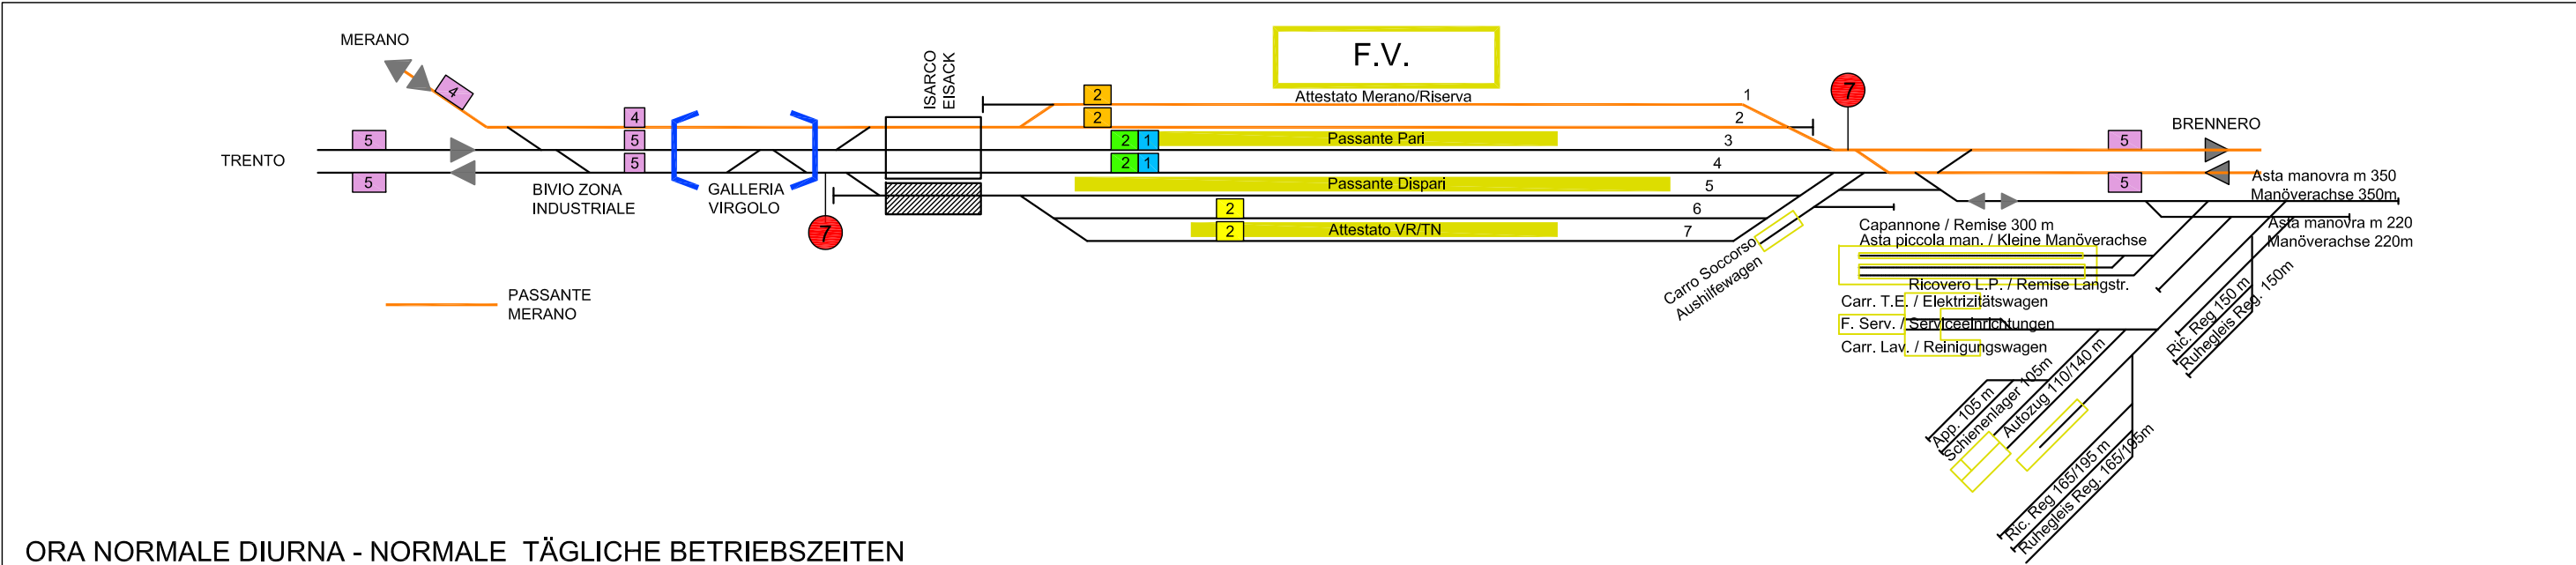 MERANO
4
TRENTO
5
5
4
5
5
BIVIO ZONA
INDUSTRIALE
GALLERIA
VIRGOLO
7
ISARCO
EISACK
F.V.
2
Attestato Merano/Riserva
1
2
2
2
1
Passante Pari
3
2
1
4
Passante Dispari
5
2
6
2
Attestato VR/TN
7
7
BRENNERO
5
5
Asta manovra m 350
Manöverachse 350m
Asta manovra m 220
Manöverachse 220m
Carro Soccorso
Aushilfewagen
Capannone / Remise 300 m
Asta piccola man. / Kleine Manöverachse
Ricovero L.P. / Remise Langstr.
Carr. T.E. / Elektrizitätswagen
F. Serv. / Serviceeinrichtungen
Carr. Lav. / Reinigungswagen
Ric. Reg 150 m
Ruhegleis Reg. 150m
App. 105 m
Schienenlager 105m
Autozug 110/140 m
Ric. Reg 165/195 m
Ruhegleis Reg. 165/195m
PASSANTE
MERANO
ORA NORMALE DIURNA - NORMALE TÄGLICHE BETRIEBSZEITEN